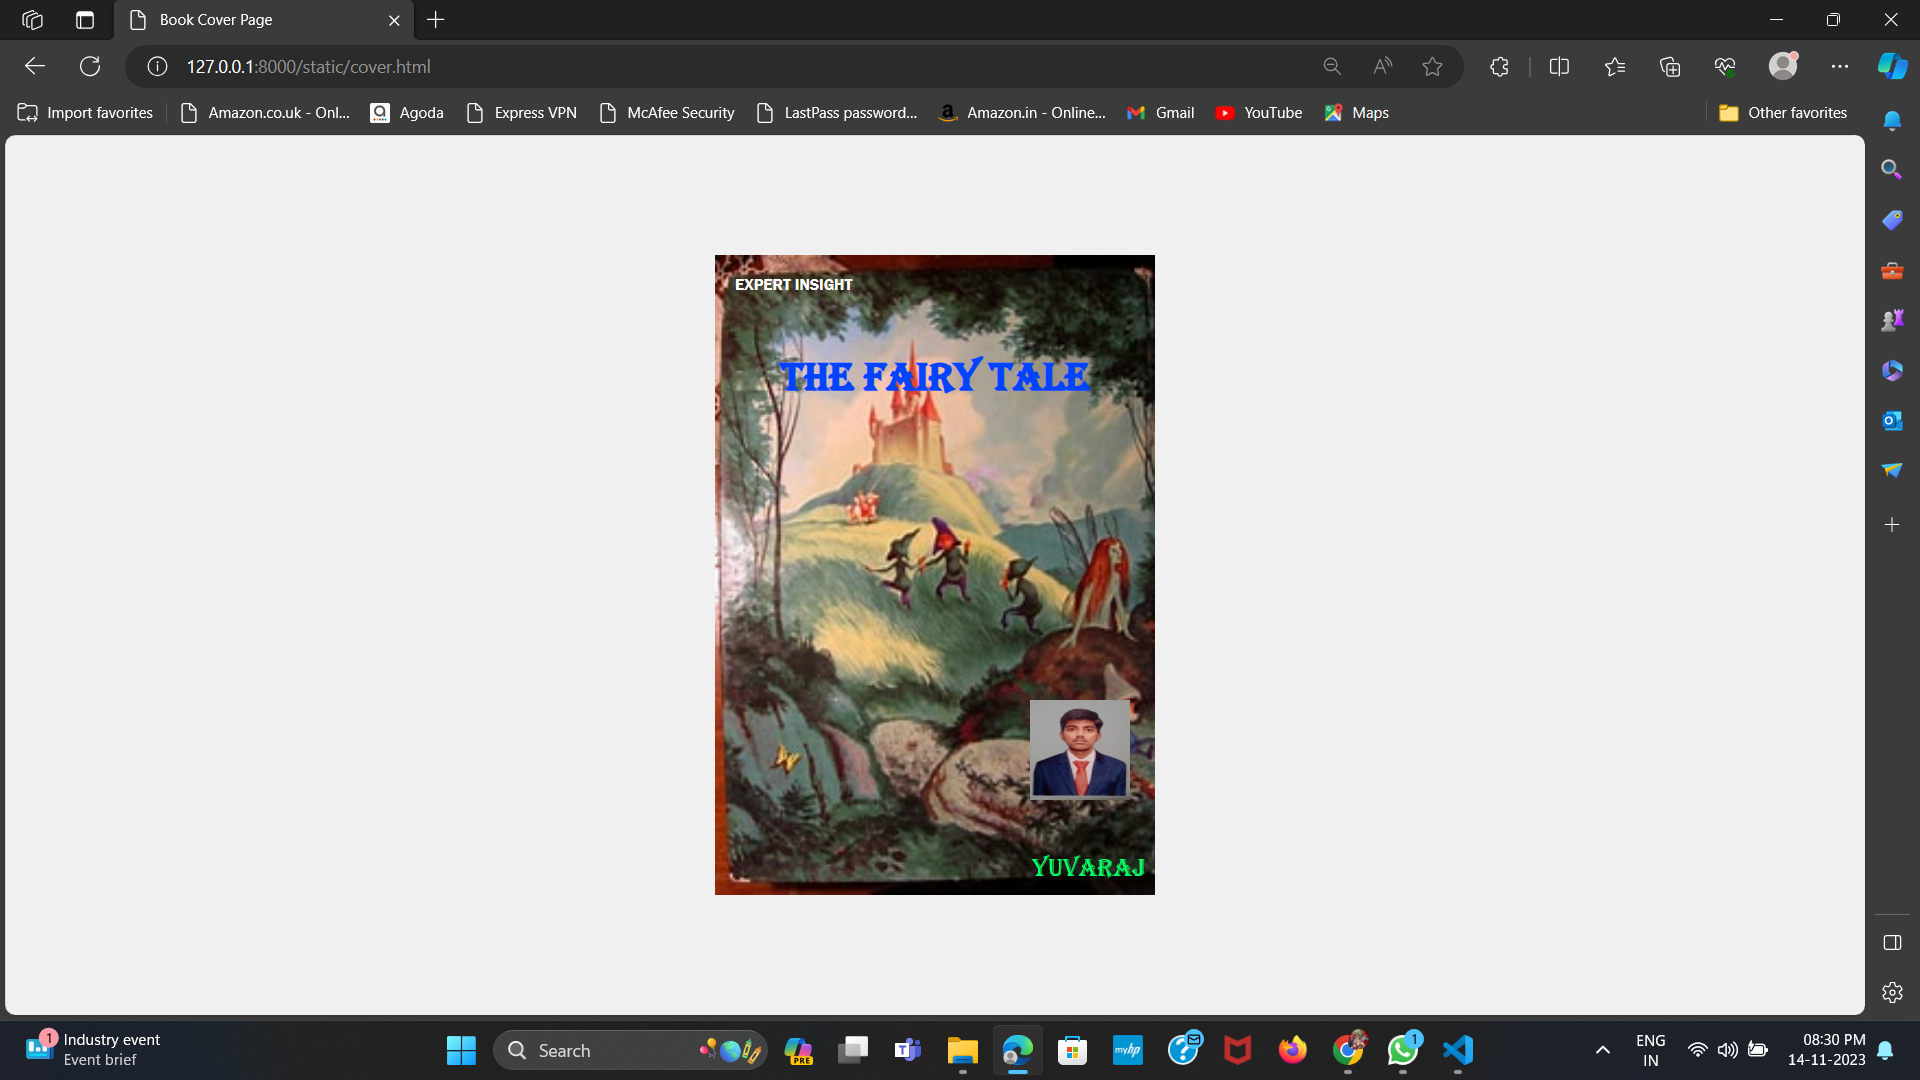 Book Cover Page
127.0.0.1:8000/static/cover.html
Import favorites
Amazon.co.uk - Onl...
Agoda
Express VPN
McAfee Security
LastPass password...
Amazon.in - Online...
Gmail
YouTube
Maps
Other favorites
EXPERT INSIGHT
THE FAIRY TALE
YUVARAJ
1
Industry event
Event brief
Search
PRE
myhp
1
ENG
IN
08:30 PM
14-11-2023